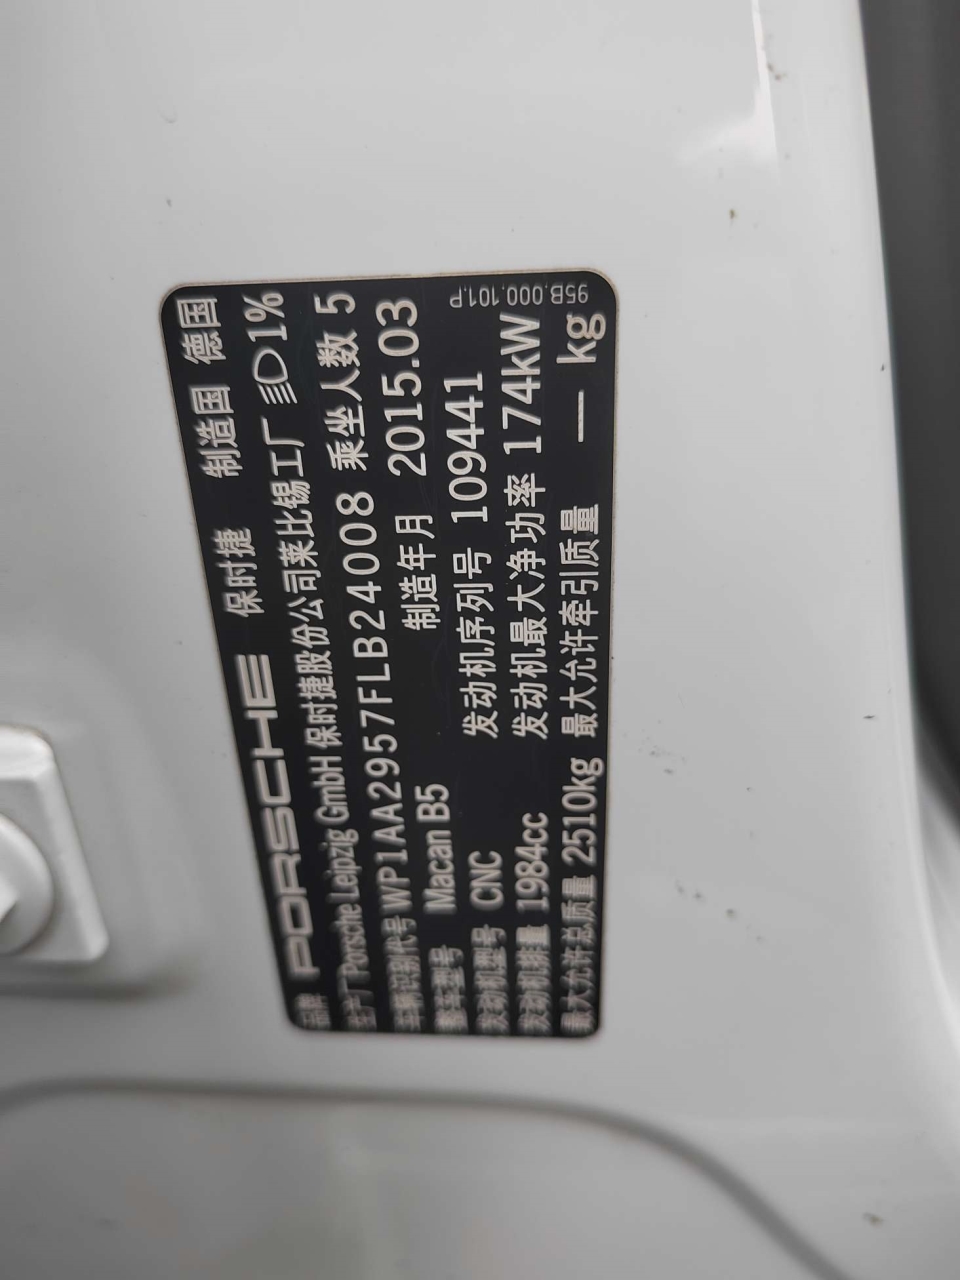 品牌 PORSCHE 保时捷 制造国 德国
生产厂 Porsche Leipzig GmbH 保时捷股份公司莱比锡工厂 1%
车辆识别代号 WP1AA2957FLB24008 乘坐人数 5
整车型号 Macan B5 制造年月 2015.03
发动机型号 CNC 发动机序列号 109441
发动机排量 1984cc 发动机最大净功率 174kW
最大允许总质量 2510kg 最大允许牵引质量 — kg
95B.000.101.P